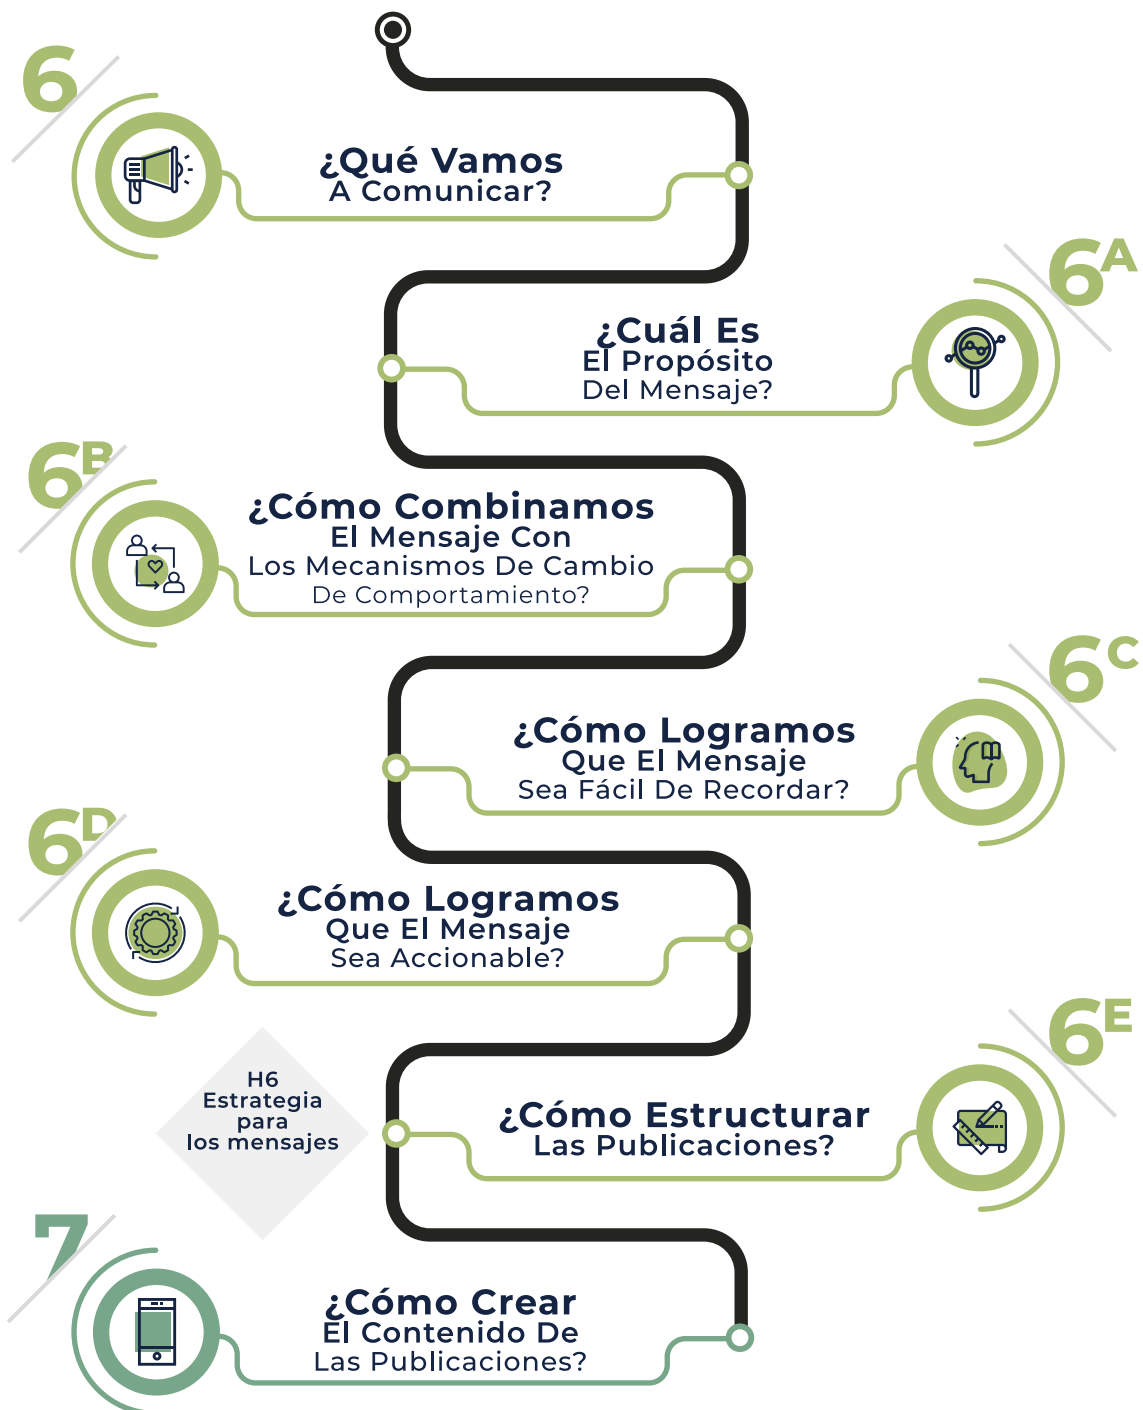 6
¿Qué Vamos
A Comunicar?
6A
¿Cuál Es
El Propósito
Del Mensaje?
6B
¿Cómo Combinamos
El Mensaje Con
Los Mecanismos De Cambio
De Comportamiento?
6C
¿Cómo Logramos
Que El Mensaje
Sea Fácil De Recordar?
6D
¿Cómo Logramos
Que El Mensaje
Sea Accionable?
6E
¿Cómo Estructurar
Las Publicaciones?
H6
Estrategia
para
los mensajes
7
¿Cómo Crear
El Contenido De
Las Publicaciones?